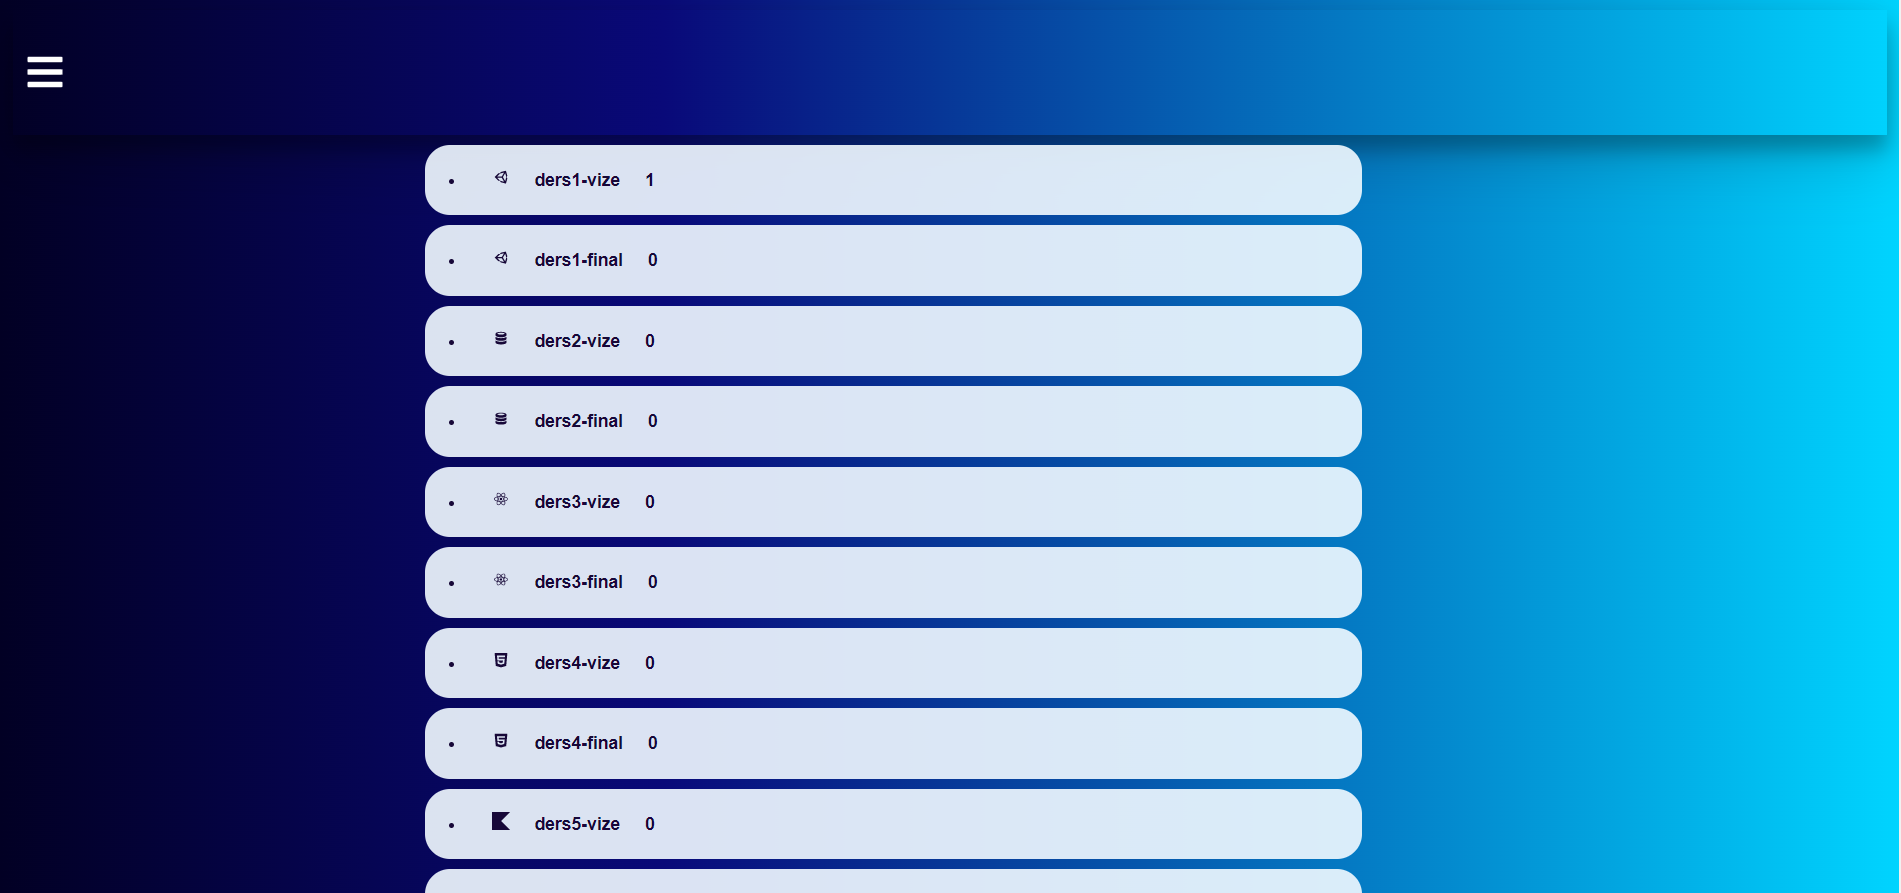 ders1-vize 1
ders1-final 0
ders2-vize 0
ders2-final 0
ders3-vize 0
ders3-final 0
ders4-vize 0
ders4-final 0
ders5-vize 0